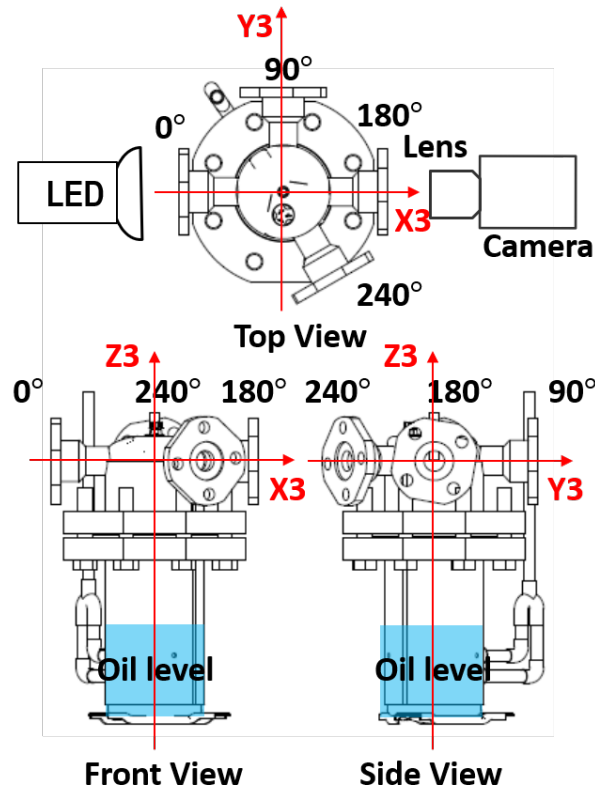 Y3
90°
0°
180°
Lens
LED
X3
Camera
240°
Top View
Z3
Z3
0°
240°
180°
240°
180°
90°
X3
Y3
Oil level
Oil level
Front View
Side View